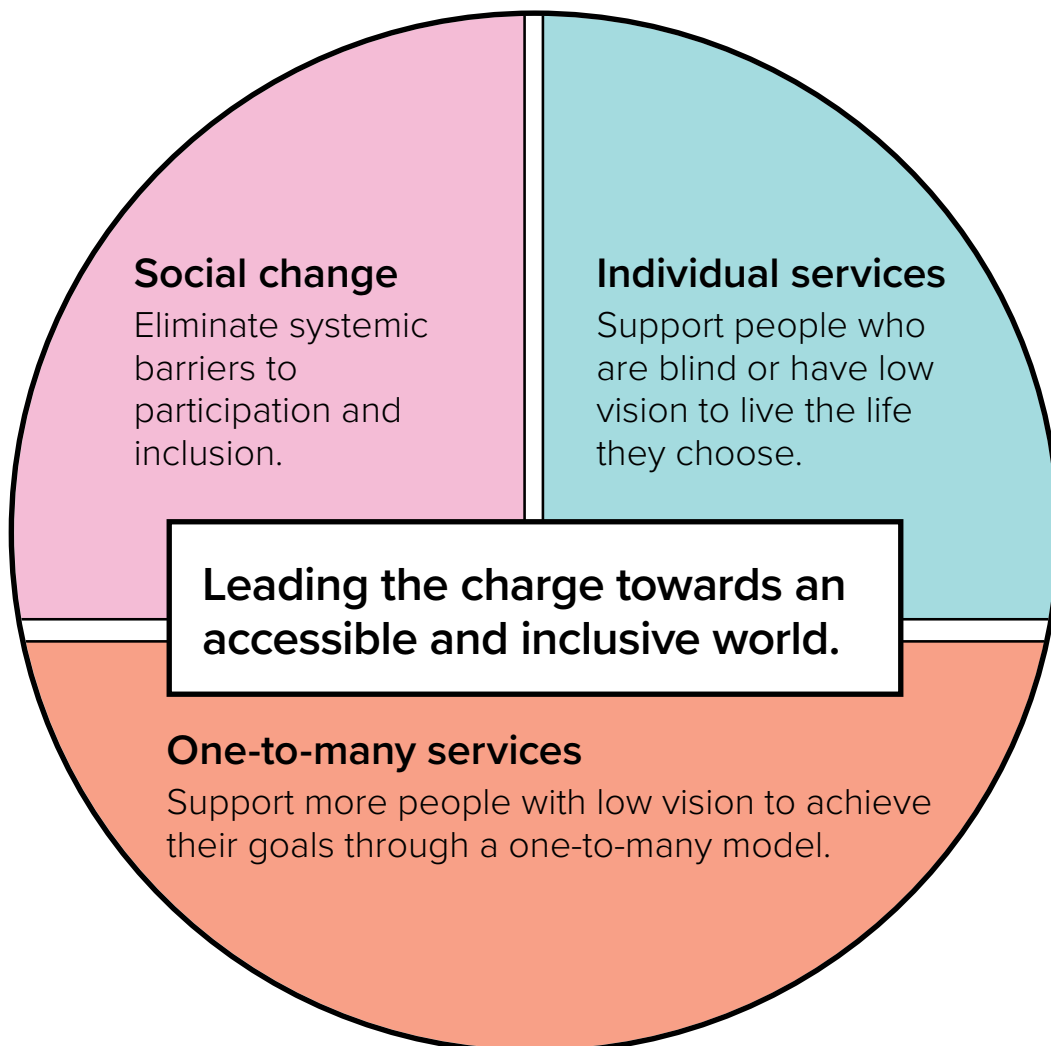 Social change
Eliminate systemic
barriers to
participation and
inclusion.
Individual services
Support people who
are blind or have low
vision to live the life
they choose.
Leading the charge towards an
accessible and inclusive world.
One-to-many services
Support more people with low vision to achieve
their goals through a one-to-many model.